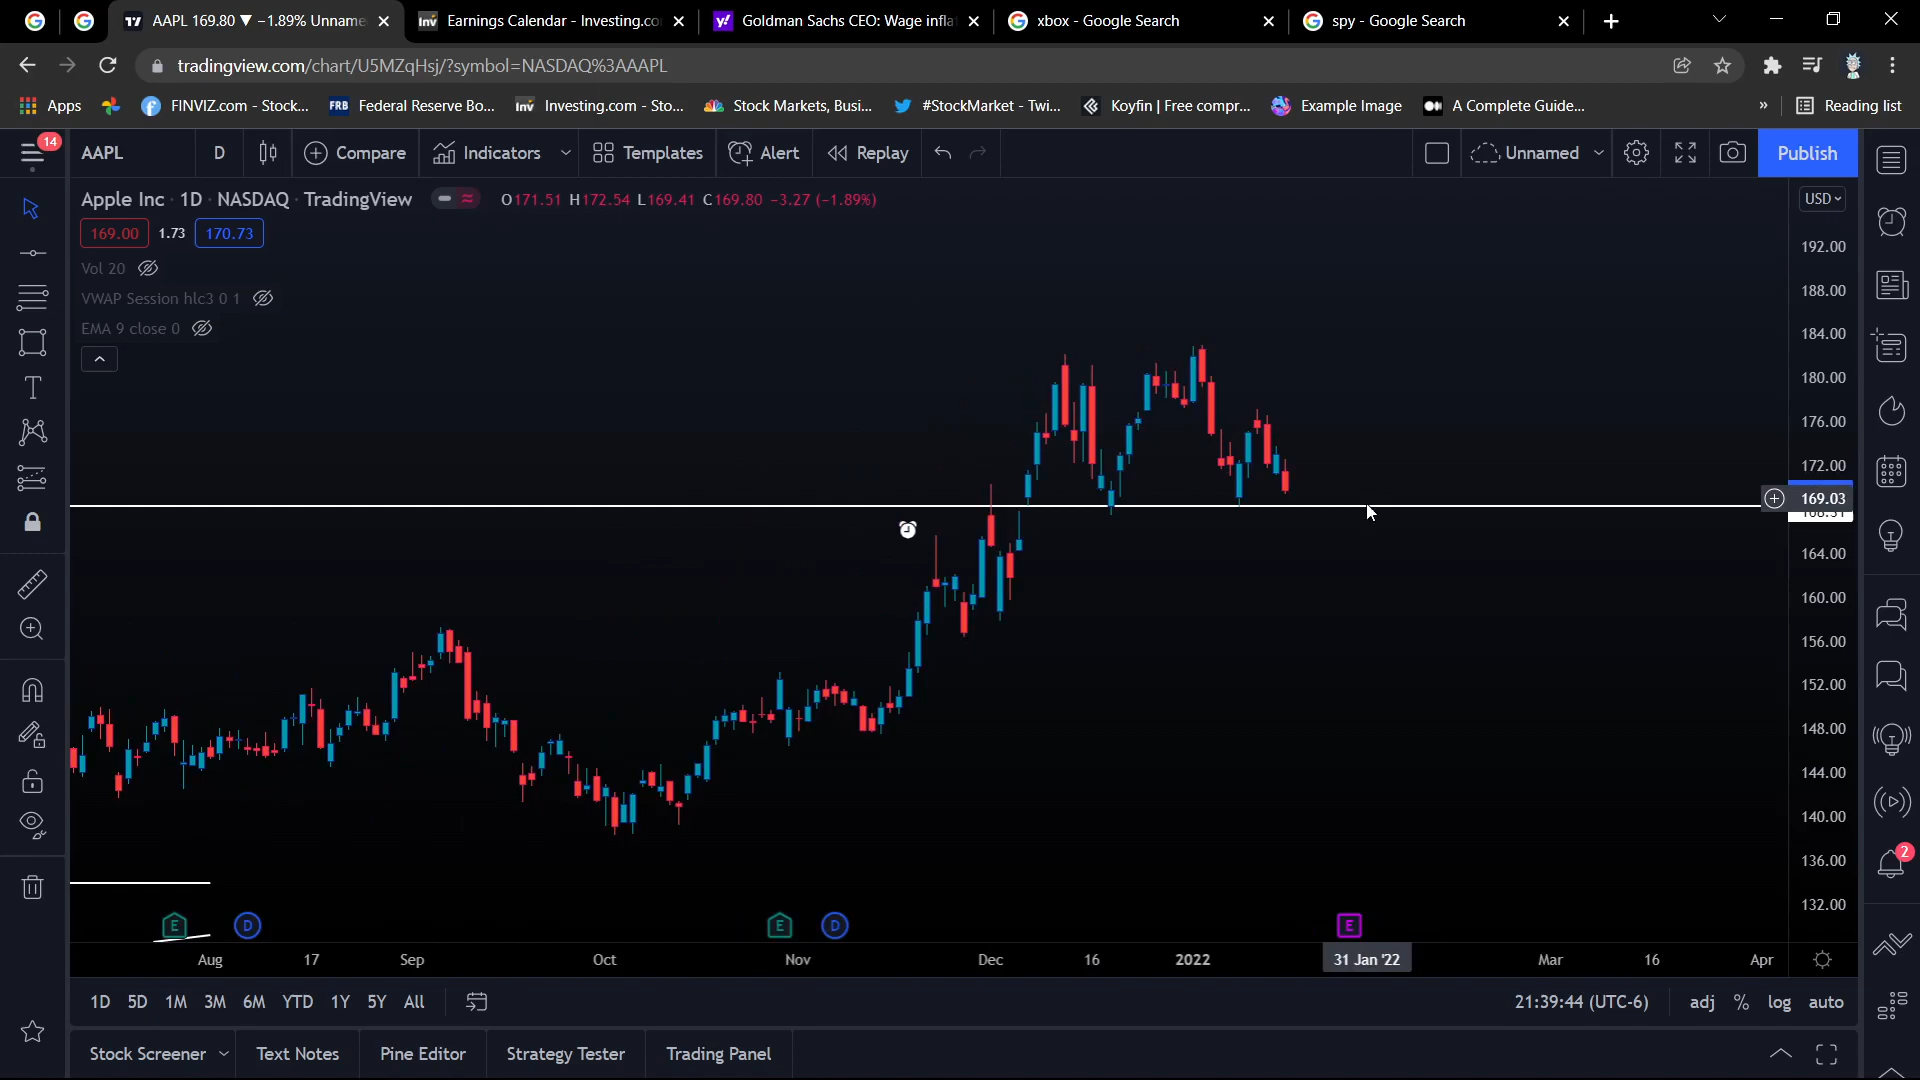 AAPL 169.80 ▼ −1.89% Unname
Earnings Calendar - Investing.co
Goldman Sachs CEO: Wage infla
xbox - Google Search
spy - Google Search
tradingview.com/chart/U5MZqHsj/?symbol=NASDAQ%3AAAPL
Apps
FINVIZ.com - Stock...
FRB
Federal Reserve Bo...
Inv
Investing.com - Sto...
Stock Markets, Busi...
#StockMarket - Twi...
Koyfin | Free compr...
Example Image
A Complete Guide...
»
Reading list
14
AAPL
D
Compare
Indicators
Templates
Alert
Replay
Unnamed
Publish
Apple Inc · 1D · NASDAQ · TradingView
O171.51 H172.54 L169.41 C169.80 −3.27 (−1.89%)
USD
169.00
1.73
170.73
Vol 20
VWAP Session hlc3 0 1
EMA 9 close 0
192.00
188.00
184.00
180.00
176.00
172.00
169.03
164.00
160.00
156.00
152.00
148.00
144.00
140.00
136.00
132.00
2
E
D
E
D
E
Aug
17
Sep
Oct
Nov
Dec
16
2022
31 Jan '22
Mar
16
Apr
1D
5D
1M
3M
6M
YTD
1Y
5Y
All
21:39:44 (UTC-6)
adj
%
log
auto
Stock Screener
Text Notes
Pine Editor
Strategy Tester
Trading Panel